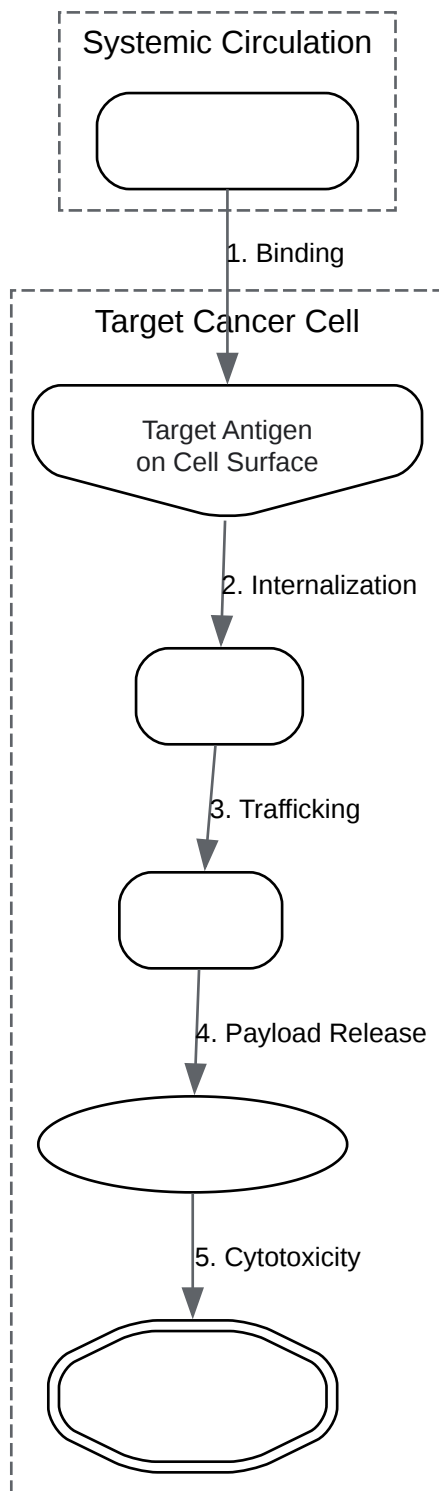 Systemic Circulation
1. Binding
Target Cancer Cell
Target Antigen
on Cell Surface
2. Internalization
3. Trafficking
4. Payload Release
5. Cytotoxicity